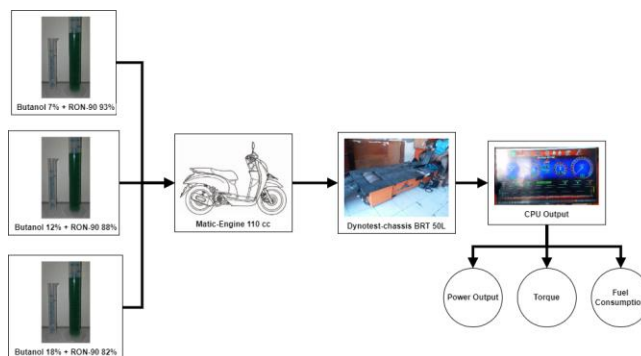 Butanol 7% + RON-90 93%
Butanol 12% + RON-90 88%
Butanol 18% + RON-90 82%
Matic-Engine 110 cc
Dynotest-chassis BRT 50L
CPU Output
Power Output
Torque
Fuel
Consumption